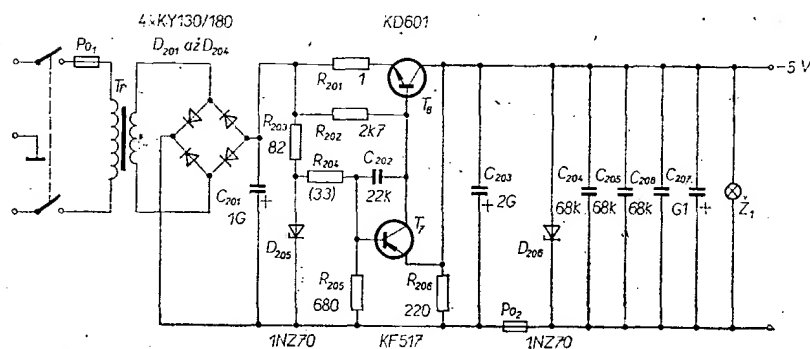 4×KY130/180
KD601
D201 až D204
Po1
Tr
R201
1
T6
-5 V
R203
82
R202
2k7
R204
(33)
C202
22k
C201
1G
T7
C203
2G
C204
68k
C205
68k
C206
68k
C207
G1
Ž1
D205
D206
R205
680
R206
220
Po2
1NZ70
KF517
1NZ70